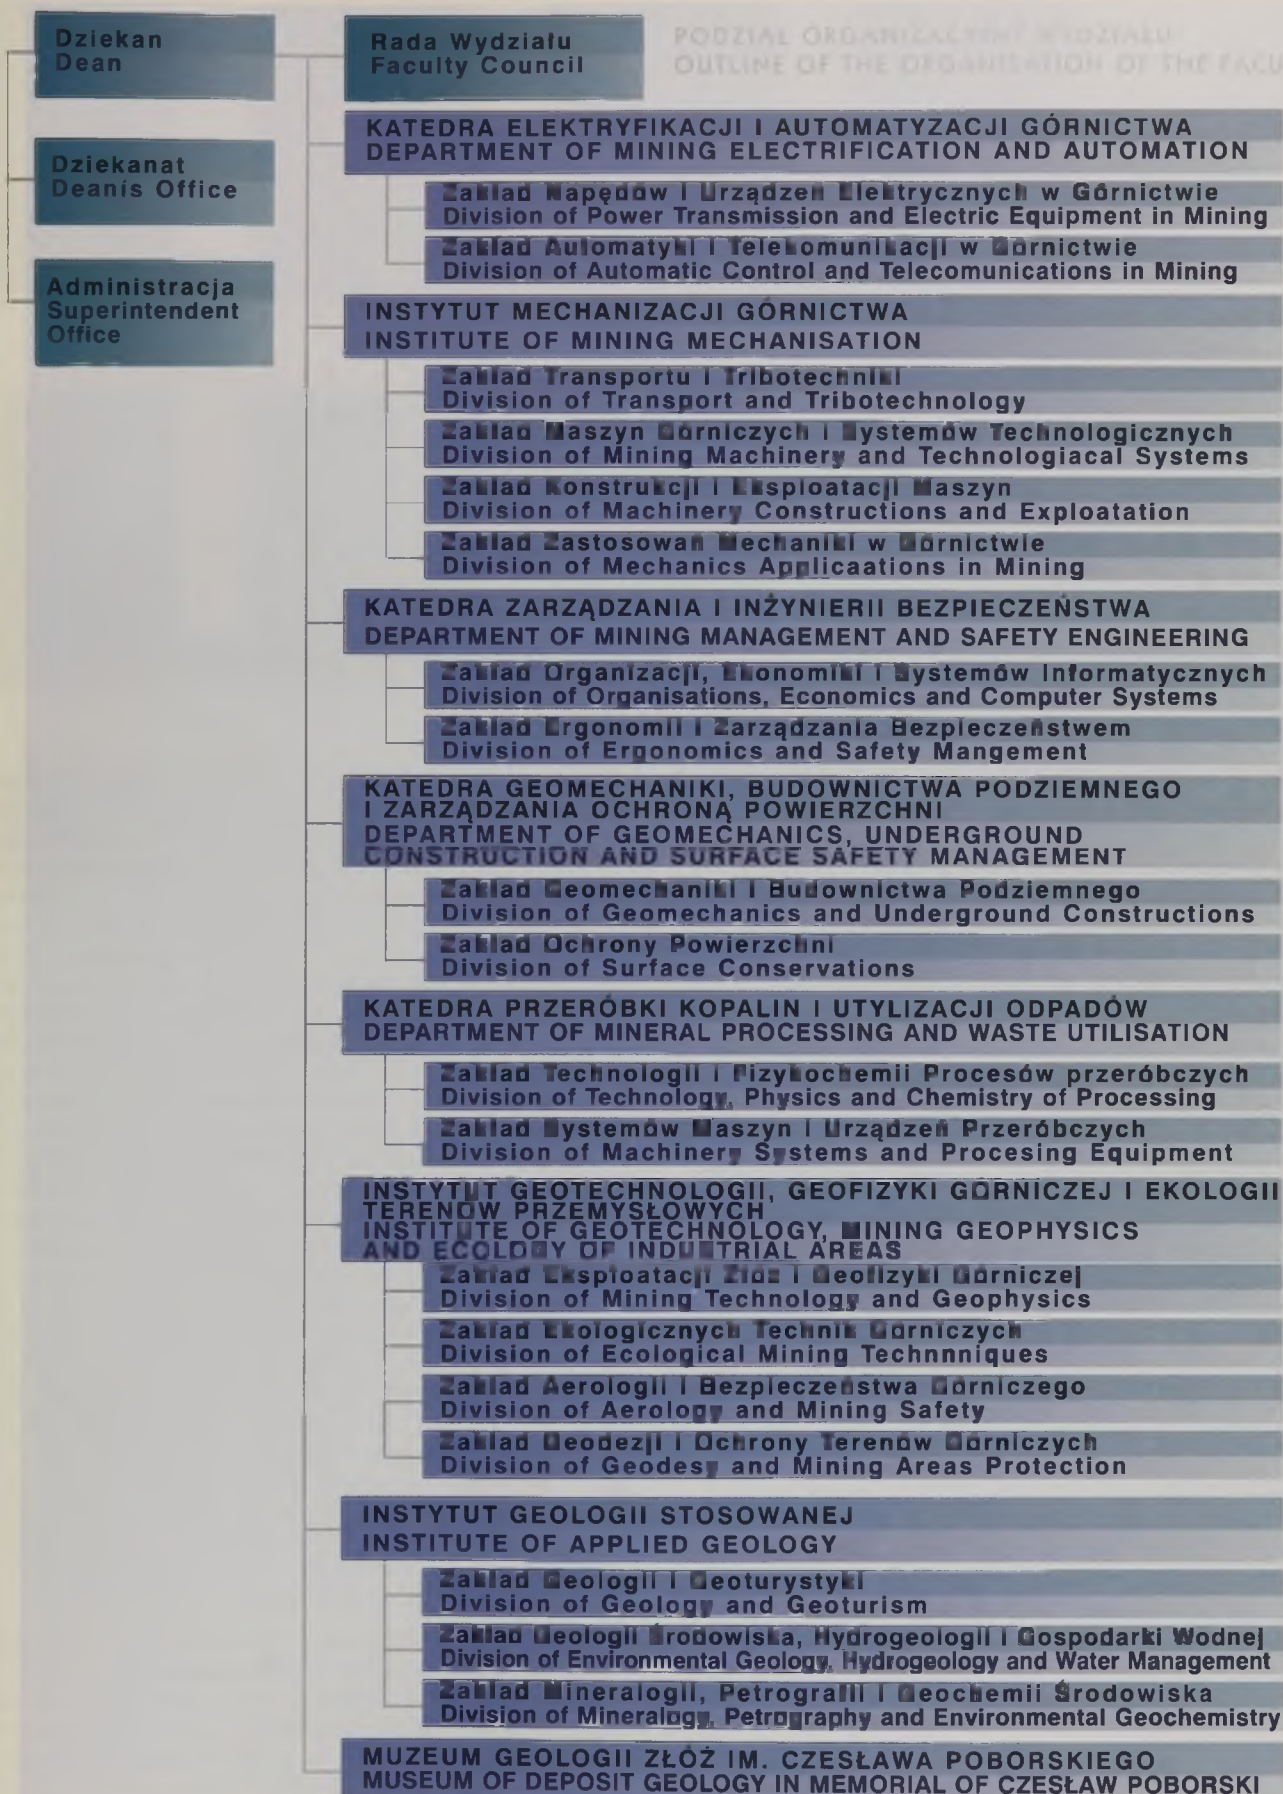 Dziekan
Dean
Rada Wydziału
Faculty Council
PODZIAŁ ORGANIZACYJNY WYDZIAŁU
OUTLINE OF THE ORGANISATION OF THE FACU
Dziekanat
Deanis Office
Administracja
Superintendent
Office
KATEDRA ELEKTRYFIKACJI I AUTOMATYZACJI GÓRNICTWA
DEPARTMENT OF MINING ELECTRIFICATION AND AUTOMATION
Zakład Napędów i Urządzeń Elektrycznych w Górnictwie
Division of Power Transmission and Electric Equipment in Mining
Zakład Automatyki i Telekomunikacji w Górnictwie
Division of Automatic Control and Telecomunications in Mining
INSTYTUT MECHANIZACJI GÓRNICTWA
INSTITUTE OF MINING MECHANISATION
Zakład Transportu i Tribotechniki
Division of Transport and Tribotechnology
Zakład Maszyn Górniczych i Systemów Technologicznych
Division of Mining Machinery and Technologiacal Systems
Zakład Konstrukcji i Eksploatacji Maszyn
Division of Machinery Constructions and Exploatation
Zakład Zastosowań Mechaniki w Górnictwie
Division of Mechanics Applicaations in Mining
KATEDRA ZARZĄDZANIA I INŻYNIERII BEZPIECZEŃSTWA
DEPARTMENT OF MINING MANAGEMENT AND SAFETY ENGINEERING
Zakład Organizacji, Ekonomiki i Systemów Informatycznych
Division of Organisations, Economics and Computer Systems
Zakład Ergonomii i Zarządzania Bezpieczeństwem
Division of Ergonomics and Safety Mangement
KATEDRA GEOMECHANIKI, BUDOWNICTWA PODZIEMNEGO
I ZARZĄDZANIA OCHRONĄ POWIERZCHNI
DEPARTMENT OF GEOMECHANICS, UNDERGROUND
CONSTRUCTION AND SURFACE SAFETY MANAGEMENT
Zakład Geomechaniki i Budownictwa Podziemnego
Division of Geomechanics and Underground Constructions
Zakład Ochrony Powierzchni
Division of Surface Conservations
KATEDRA PRZERÓBKI KOPALIN I UTYLIZACJI ODPADÓW
DEPARTMENT OF MINERAL PROCESSING AND WASTE UTILISATION
Zakład Technologii i Fizykochemii Procesów przeróbczych
Division of Technology, Physics and Chemistry of Processing
Zakład Systemów Maszyn i Urządzeń Przeróbczych
Division of Machinery Systems and Procesing Equipment
INSTYTUT GEOTECHNOLOGII, GEOFIZYKI GÓRNICZEJ I EKOLOGII
TERENÓW PRZEMYSŁOWYCH
INSTITUTE OF GEOTECHNOLOGY, MINING GEOPHYSICS
AND ECOLOGY OF INDUSTRIAL AREAS
Zakład Eksploatacji Złóż i Geofizyki Górniczej
Division of Mining Technology and Geophysics
Zakład Ekologicznych Technik Górniczych
Division of Ecological Mining Technnniques
Zakład Aerologii i Bezpieczeństwa Górniczego
Division of Aerology and Mining Safety
Zakład Geodezji i Ochrony Terenów Górniczych
Division of Geodesy and Mining Areas Protection
INSTYTUT GEOLOGII STOSOWANEJ
INSTITUTE OF APPLIED GEOLOGY
Zakład Geologii i Geoturystyki
Division of Geology and Geoturism
Zakład Geologii Środowiska, Hydrogeologii i Gospodarki Wodnej
Division of Environmental Geology, Hydrogeology and Water Management
Zakład Mineralogii, Petrografii i Geochemii Środowiska
Division of Mineralogy, Petrography and Environmental Geochemistry
MUZEUM GEOLOGII ZŁÓŻ IM. CZESŁAWA POBORSKIEGO
MUSEUM OF DEPOSIT GEOLOGY IN MEMORIAL OF CZESŁAW POBORSKI